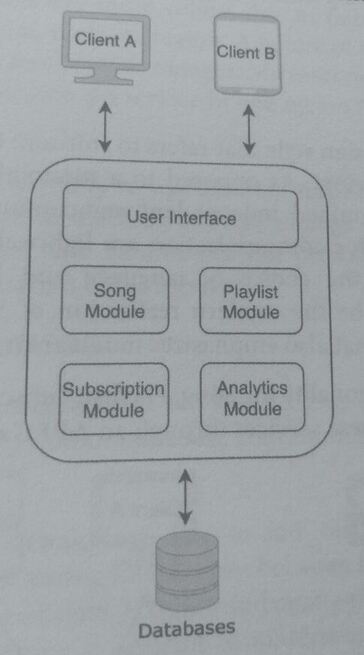 Client A
Client B
User Interface
Song
Module
Playlist
Module
Subscription
Module
Analytics
Module
Databases